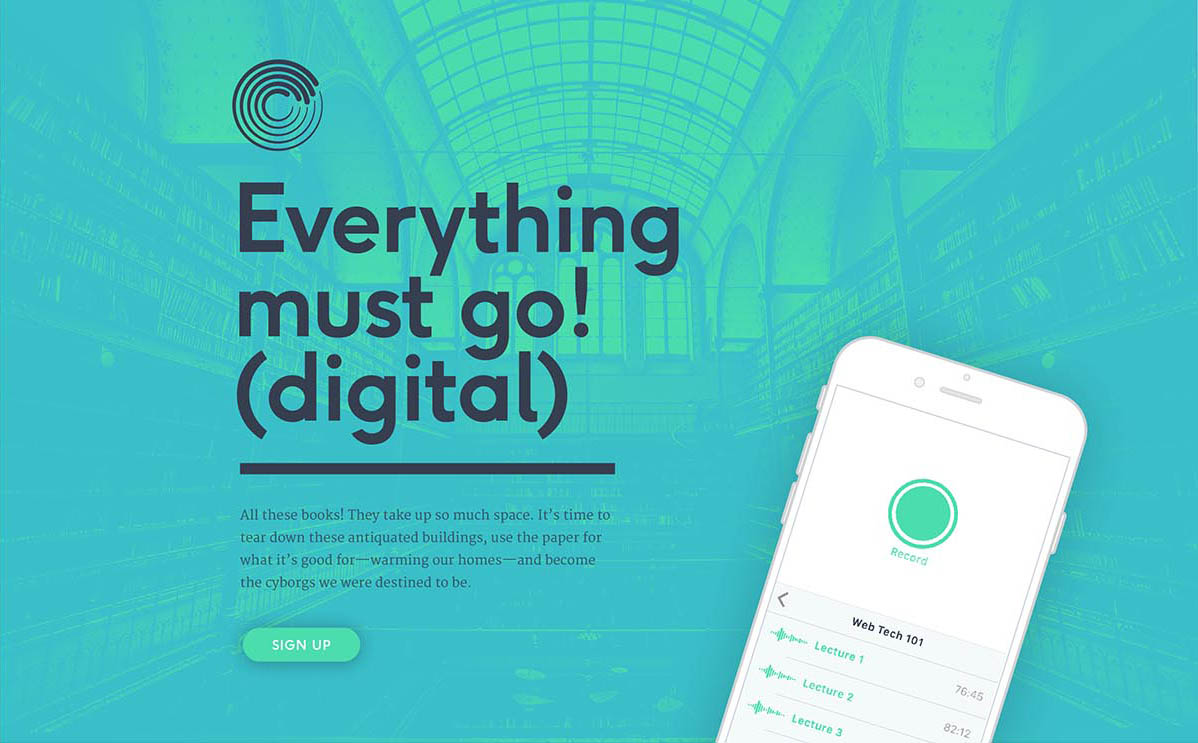 Everything
must go!
(digital)
All these books! They take up so much space. It’s time to
tear down these antiquated buildings, use the paper for
what it’s good for—warming our homes—and become
the cyborgs we were destined to be.
SIGN UP
Record
Web Tech 101
Lecture 1
76:45
Lecture 2
82:12
Lecture 3